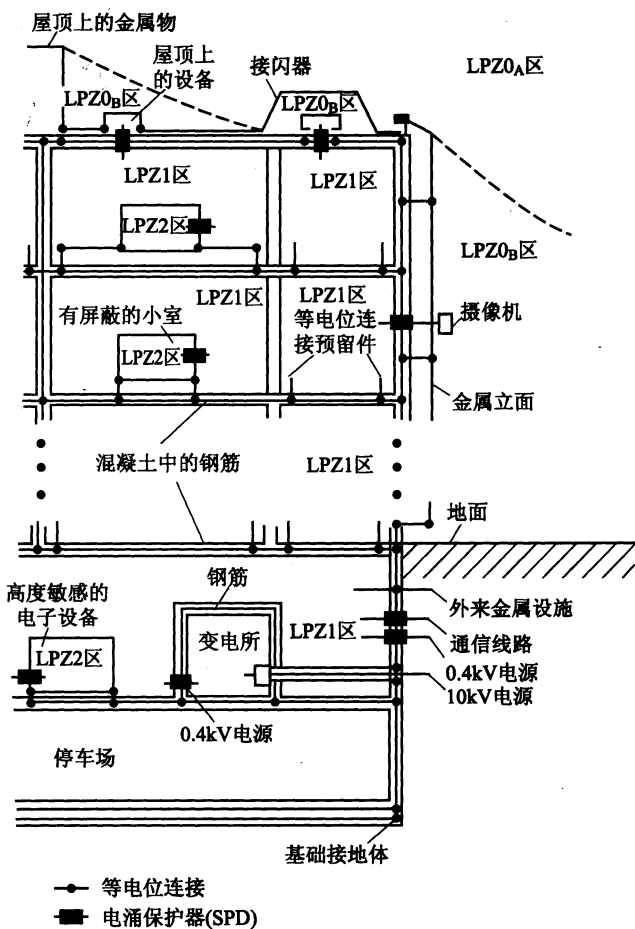 屋顶上的金属物
屋顶上
的设备
接闪器
LPZ0A区
LPZ0B区
LPZ0B区
LPZ1区
LPZ1区
LPZ2区
LPZ0B区
LPZ1区
LPZ1区
等电位连
接预留件
有屏蔽的小室
摄像机
LPZ2区
金属立面
混凝土中的钢筋
LPZ1区
地面
钢筋
高度敏感的
电子设备
外来金属设施
LPZ1区
通信线路
变电所
LPZ2区
0.4kV电源
10kV电源
0.4kV电源
停车场
基础接地体
等电位连接
电涌保护器(SPD)